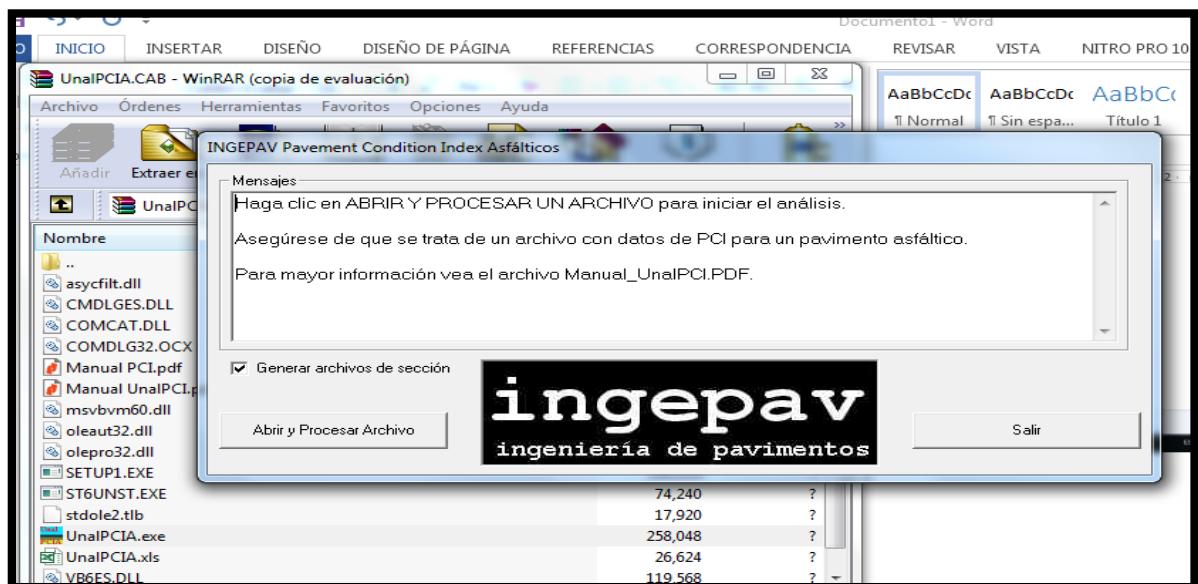 Documento1 - Word
INICIO INSERTAR DISEÑO DISEÑO DE PÁGINA REFERENCIAS CORRESPONDENCIA REVISAR VISTA NITRO PRO 10
UnalPCIA.CAB - WinRAR (copia de evaluación)
Archivo Órdenes Herramientas Favoritos Opciones Ayuda
AaBbCcDc AaBbCcDc AaBbC
¶ Normal ¶ Sin espa... Título 1
Añadir Extraer e
UnalPC
Nombre
..
asycfilt.dll
CMDLGES.DLL
COMCAT.DLL
COMDLG32.OCX
Manual PCI.pdf
Manual UnalPCI.p
msvbvm60.dll
oleaut32.dll
olepro32.dll
SETUP1.EXE
ST6UNST.EXE 74,240 ?
stdole2.tlb 17,920 ?
UnalPCIA.exe 258,048 ?
UnalPCIA.xls 26,624 ?
VB6ES.DLL 119,568 ?
INGEPAV Pavement Condition Index Asfálticos
Mensajes
Haga clic en ABRIR Y PROCESAR UN ARCHIVO para iniciar el análisis.
Asegúrese de que se trata de un archivo con datos de PCI para un pavimento asfáltico.
Para mayor información vea el archivo Manual_UnalPCI.PDF.
Generar archivos de sección
Abrir y Procesar Archivo
ingepav
ingeniería de pavimentos
Salir